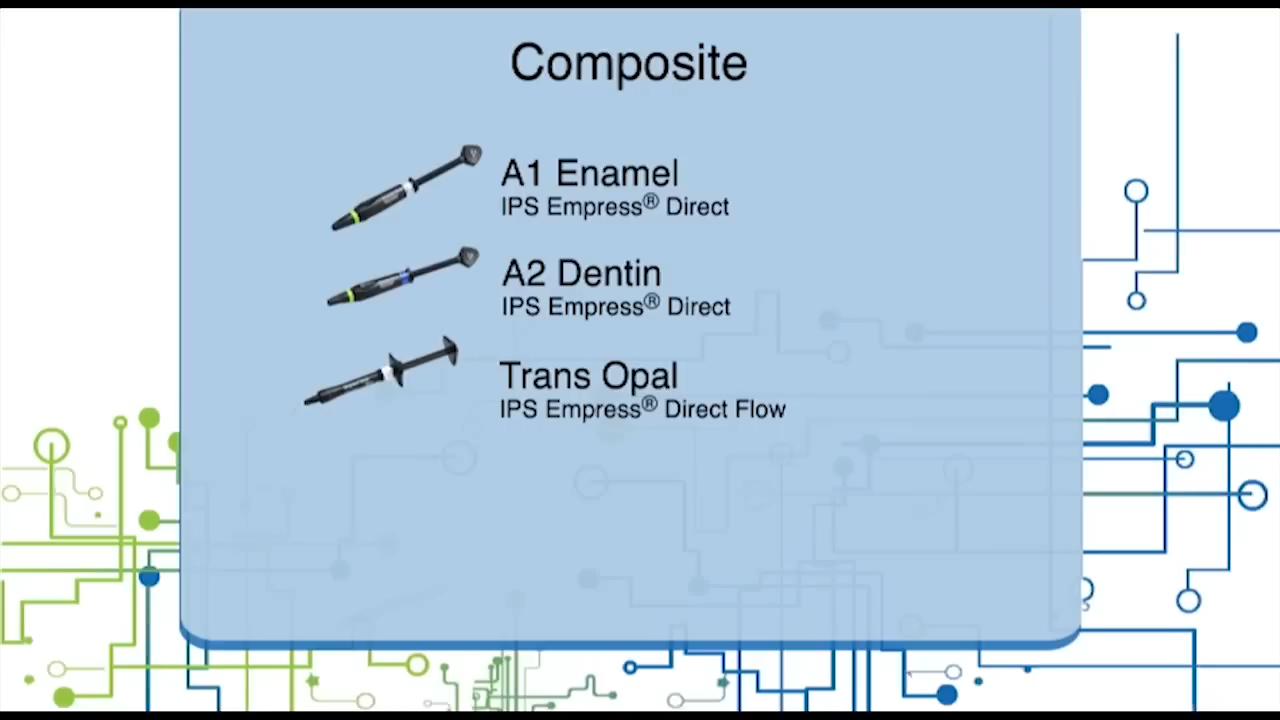 Composite
A1 Enamel
IPS Empress® Direct
A2 Dentin
IPS Empress® Direct
Trans Opal
IPS Empress® Direct Flow